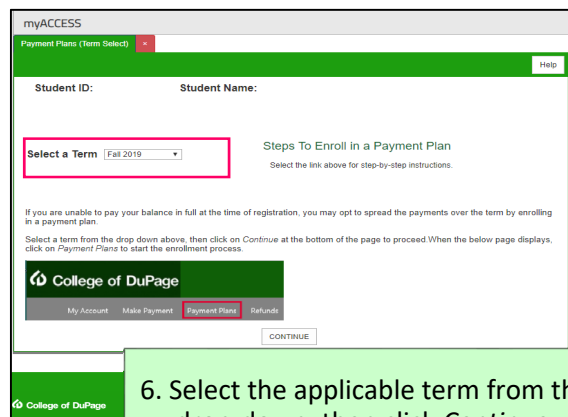 myACCESS
Payment Plans (Term Select) ×
Help
Student ID: Student Name:
Select a Term Fall 2019
Steps To Enroll in a Payment Plan
Select the link above for step-by-step instructions.
If you are unable to pay your balance in full at the time of registration, you may opt to spread the payments over the term by enrolling
in a payment plan.
Select a term from the drop down above, then click on Continue at the bottom of the page to proceed.When the below page displays,
click on Payment Plans to start the enrollment process.
College of DuPage
My Account Make Payment Payment Plans Refunds
CONTINUE
College of DuPage
6. Select the applicable term from th